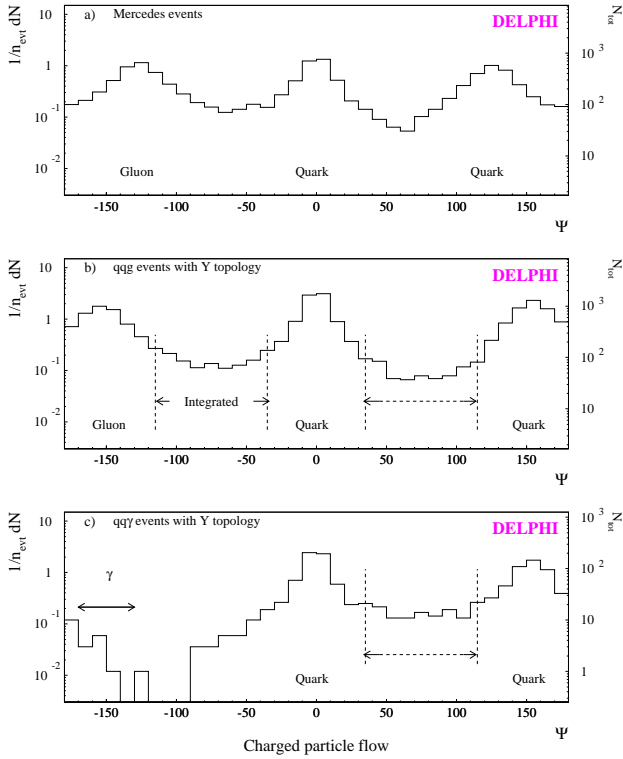 a) Mercedes events
DELPHI
1/n_evt dN
N_tot
10
1
10^-1
10^-2
10^3
10^2
10
Gluon Quark Quark
-150 -100 -50 0 50 100 150
Ψ
b) qqg events with Y topology
DELPHI
1/n_evt dN
N_tot
10
1
10^-1
10^-2
10^3
10^2
10
Integrated
Gluon Quark Quark
-150 -100 -50 0 50 100 150
Ψ
c) qqγ events with Y topology
DELPHI
1/n_evt dN
N_tot
10
1
10^-1
10^-2
10^3
10^2
10
1
γ
Quark Quark
-150 -100 -50 0 50 100 150
Ψ
Charged particle flow